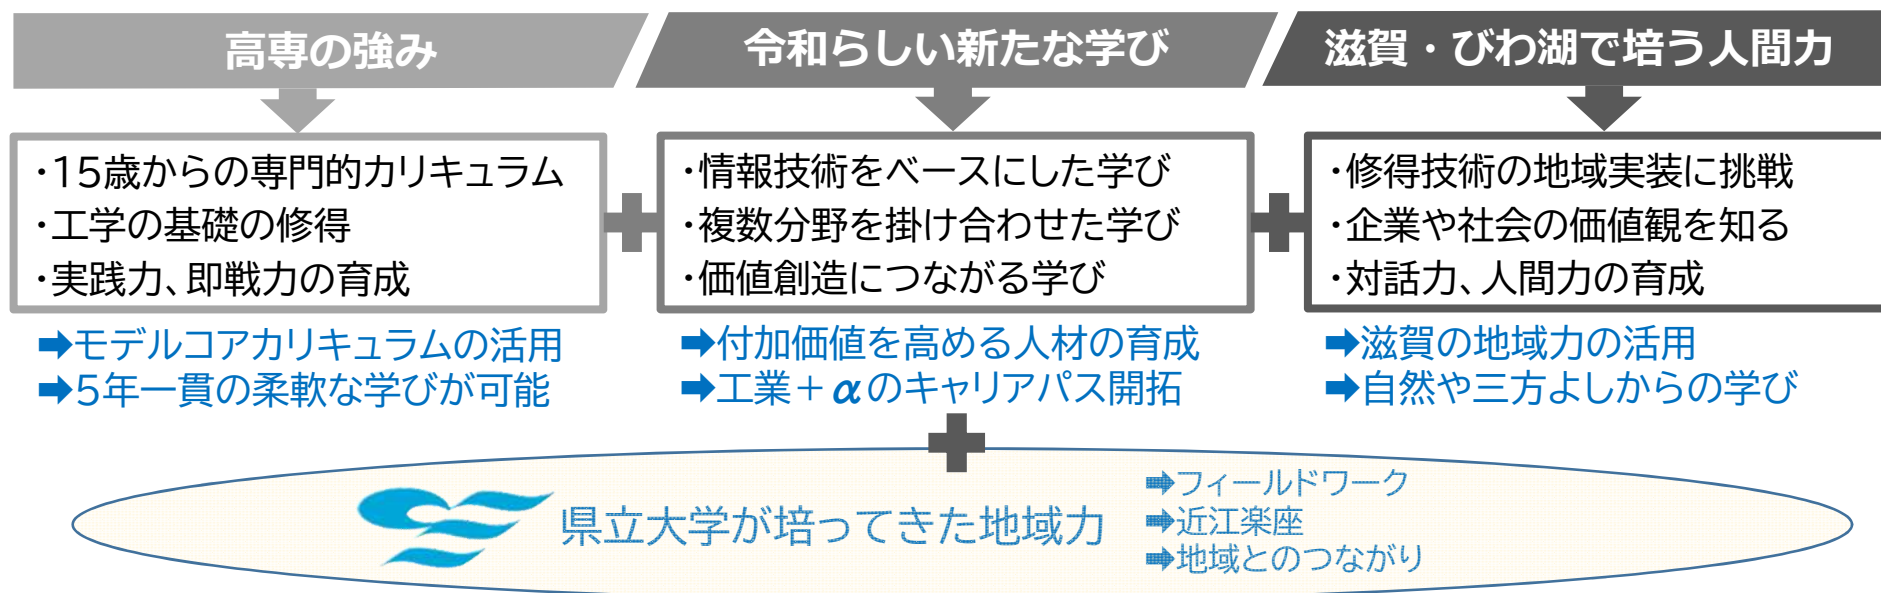 高専の強み
令和らしい新たな学び
滋賀・びわ湖で培う人間力
・15歳からの専門的カリキュラム
・工学の基礎の修得
・実践力、即戦力の育成
➡モデルコアカリキュラムの活用
➡5年一貫の柔軟な学びが可能
・情報技術をベースにした学び
・複数分野を掛け合わせた学び
・価値創造につながる学び
➡付加価値を高める人材の育成
➡工業＋αのキャリアパス開拓
・修得技術の地域実装に挑戦
・企業や社会の価値観を知る
・対話力、人間力の育成
➡滋賀の地域力の活用
➡自然や三方よしからの学び
県立大学が培ってきた地域力
➡フィールドワーク
➡近江楽座
➡地域とのつながり